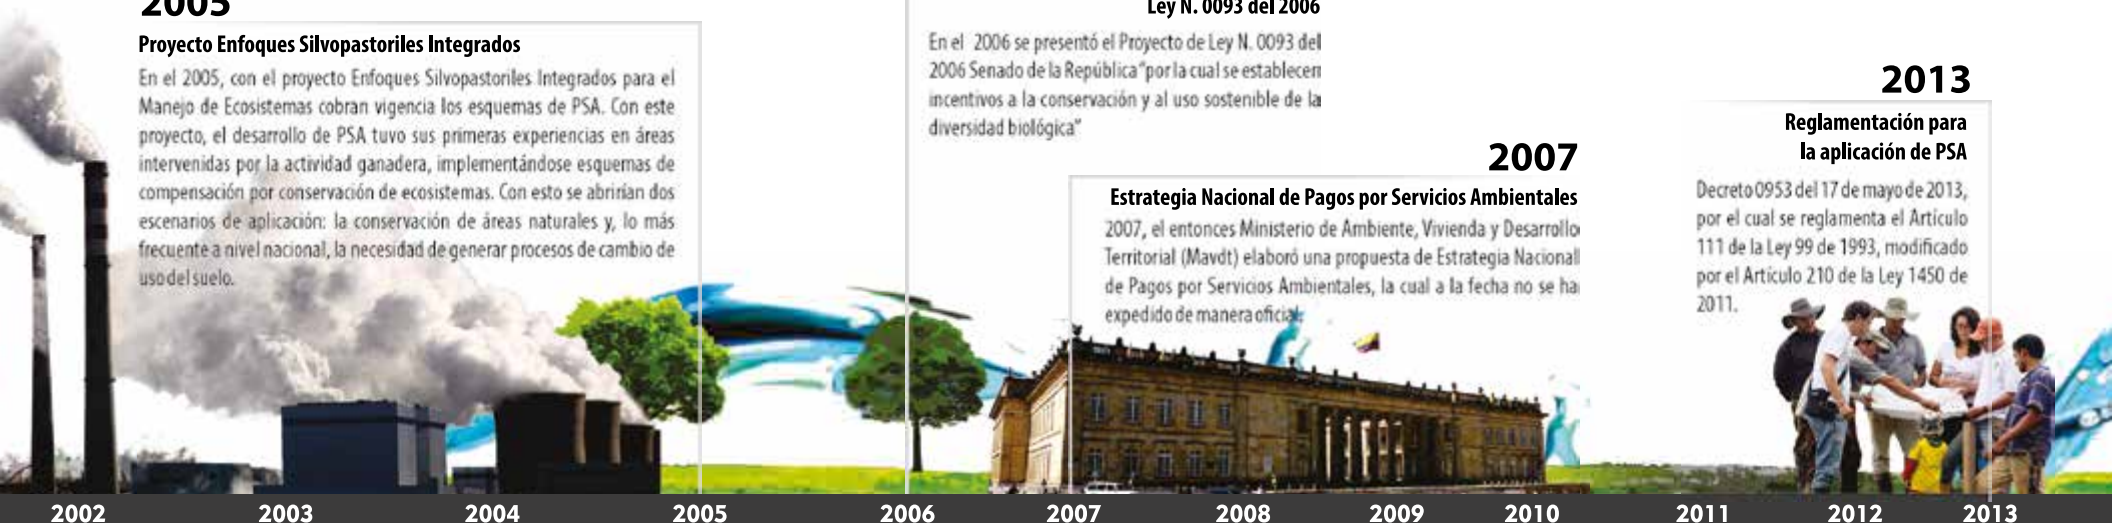 2005
Proyecto Enfoques Silvopastoriles Integrados
En el 2005, con el proyecto Enfoques Silvopastoriles Integrados para el
Manejo de Ecosistemas cobran vigencia los esquemas de PSA. Con este
proyecto, el desarrollo de PSA tuvo sus primeras experiencias en áreas
intervenidas por la actividad ganadera, implementándose esquemas de
compensación por conservación de ecosistemas. Con esto se abrirían dos
escenarios de aplicación: la conservación de áreas naturales y, lo más
frecuente a nivel nacional, la necesidad de generar procesos de cambio de
uso del suelo.
Ley N. 0093 del 2006
En el 2006 se presentó el Proyecto de Ley N. 0093 del
2006 Senado de la República "por la cual se establecen
incentivos a la conservación y al uso sostenible de la
diversidad biológica"
2007
Estrategia Nacional de Pagos por Servicios Ambientales
2007, el entonces Ministerio de Ambiente, Vivienda y Desarrollo
Territorial (Mavdt) elaboró una propuesta de Estrategia Nacional
de Pagos por Servicios Ambientales, la cual a la fecha no se ha
expedido de manera oficial.
2013
Reglamentación para
la aplicación de PSA
Decreto 0953 del 17 de mayo de 2013,
por el cual se reglamenta el Artículo
111 de la Ley 99 de 1993, modificado
por el Artículo 210 de la Ley 1450 de
2011.
2002 2003 2004 2005 2006 2007 2008 2009 2010 2011 2012 2013